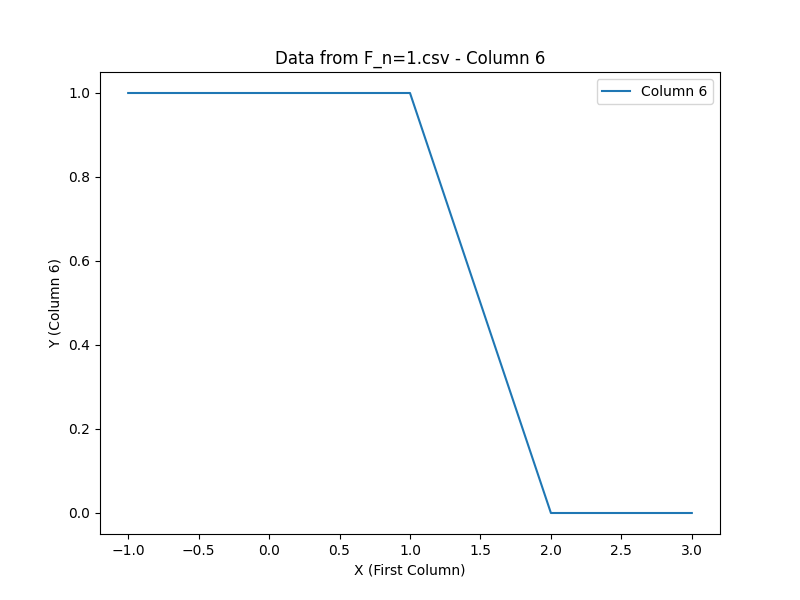 Data from F_n=1.csv - Column 6
Column 6
Y (Column 6)
1.0
0.8
0.6
0.4
0.2
0.0
−1.0 −0.5 0.0 0.5 1.0 1.5 2.0 2.5 3.0
X (First Column)